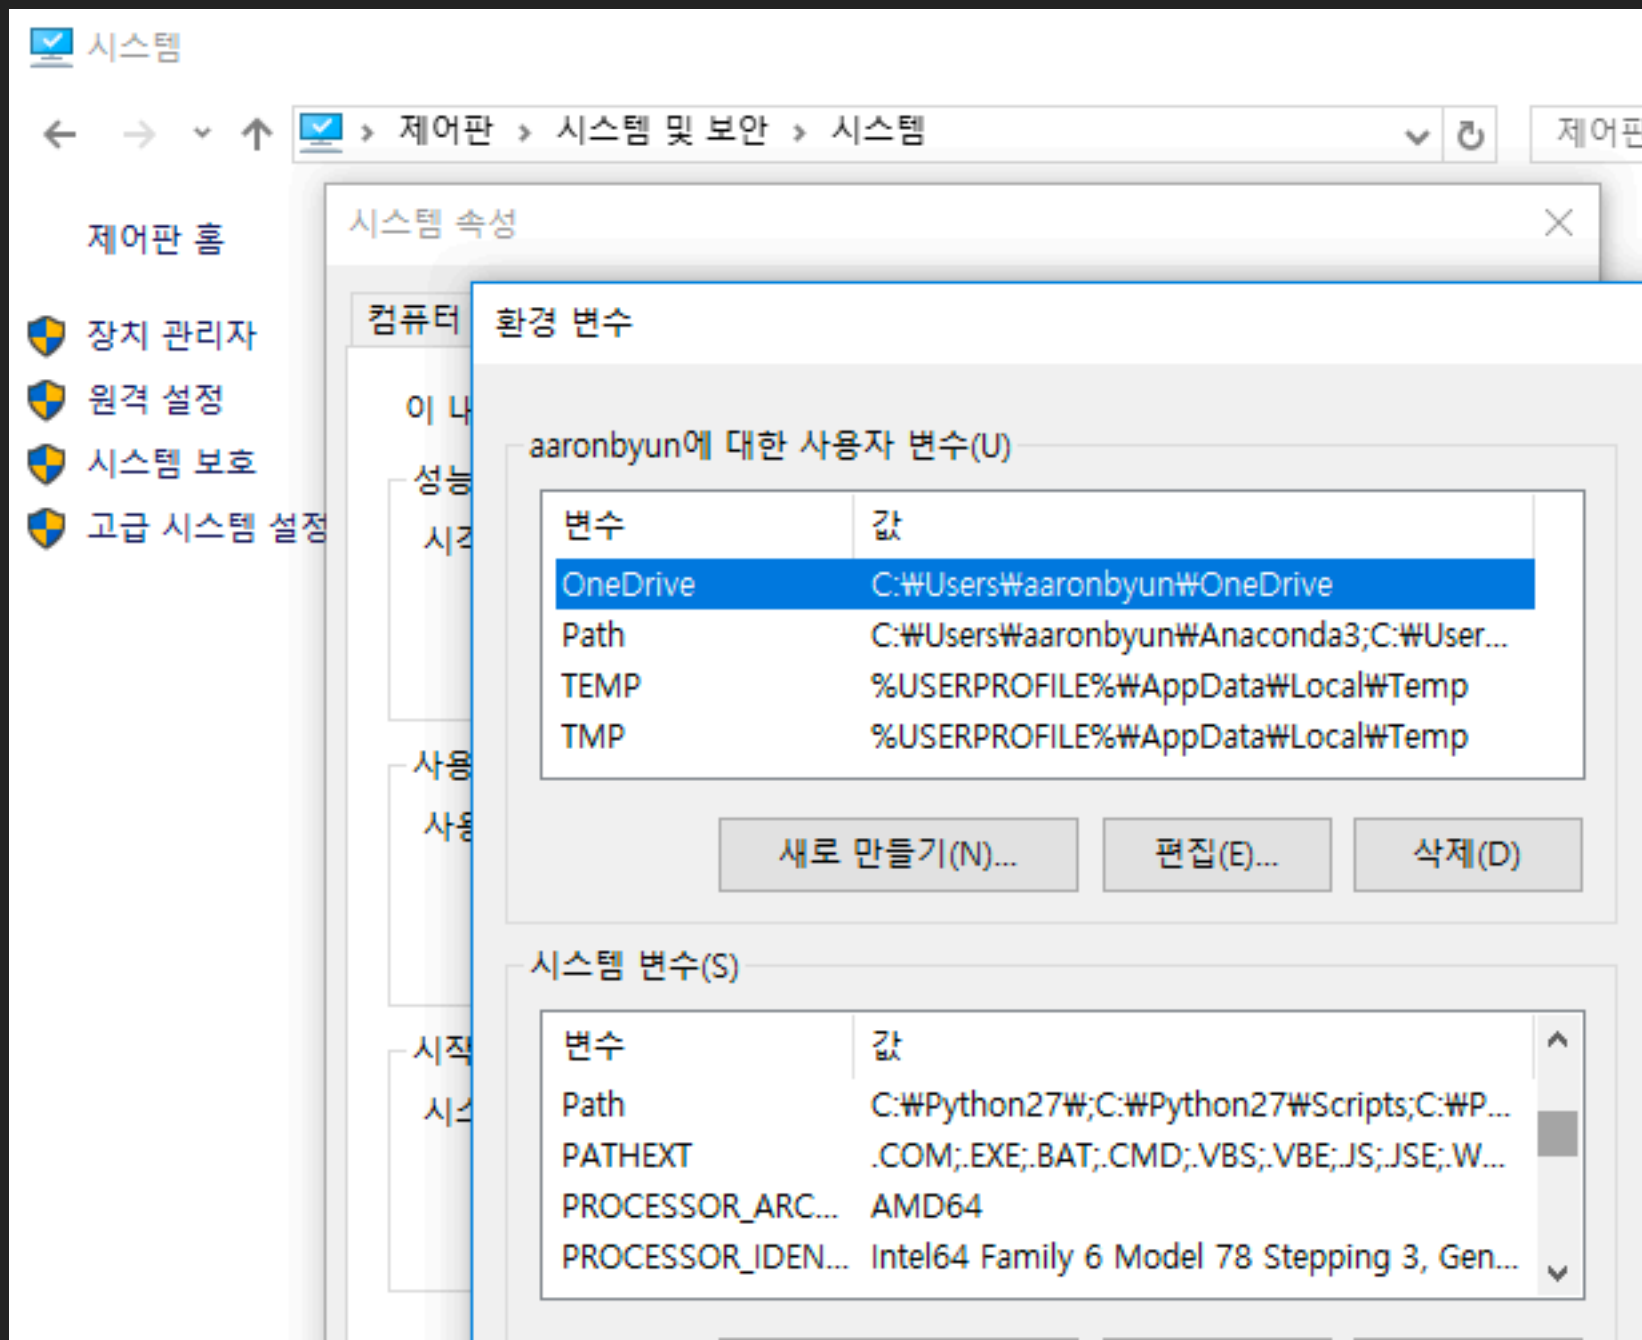 시스템
제어판 › 시스템 및 보안 › 시스템
제어판 홈
장치 관리자
원격 설정
시스템 보호
고급 시스템 설정
시스템 속성
컴퓨터
이
환경 변수
aaronbyun에 대한 사용자 변수(U)
변수 값
OneDrive C:₩Users₩aaronbyun₩OneDrive
Path C:₩Users₩aaronbyun₩Anaconda3;C:₩User...
TEMP %USERPROFILE%₩AppData₩Local₩Temp
TMP %USERPROFILE%₩AppData₩Local₩Temp
새로 만들기(N)... 편집(E)... 삭제(D)
시스템 변수(S)
변수 값
Path C:₩Python27₩;C:₩Python27₩Scripts;C:₩P...
PATHEXT .COM;.EXE;.BAT;.CMD;.VBS;.VBE;.JS;.JSE;.W...
PROCESSOR_ARC... AMD64
PROCESSOR_IDEN... Intel64 Family 6 Model 78 Stepping 3, Gen...